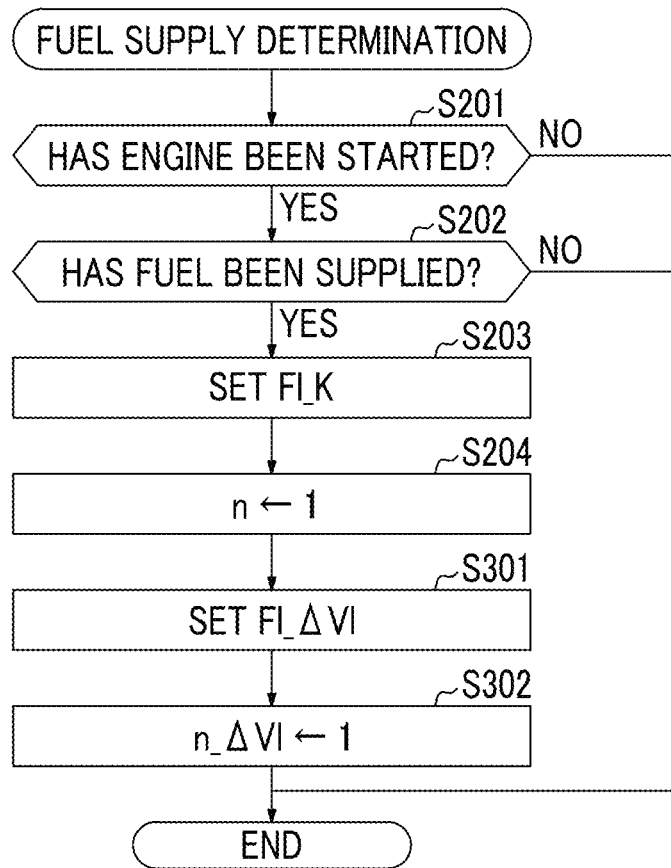 FUEL SUPPLY DETERMINATION
S201
HAS ENGINE BEEN STARTED?
NO
YES
S202
HAS FUEL BEEN SUPPLIED?
NO
YES
S203
SET FI_K
S204
n ← 1
S301
SET FI_ΔVI
S302
n_ΔVI ← 1
END